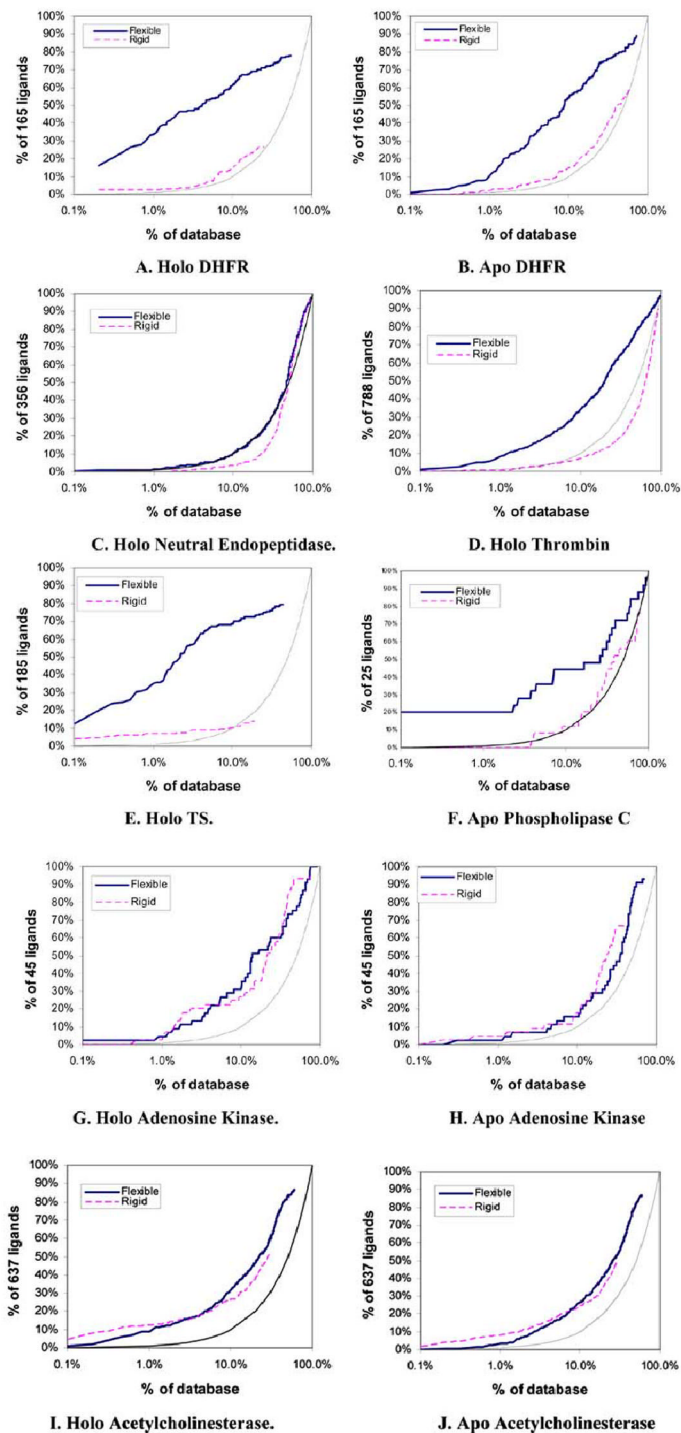 100%
90%
80%
70%
60%
50%
40%
30%
20%
10%
0%
% of 165 ligands
Flexible
Rigid
0.1% 1.0% 10.0% 100.0%
% of database
A. Holo DHFR
100%
90%
80%
70%
60%
50%
40%
30%
20%
10%
0%
% of 165 ligands
Flexible
Rigid
0.1% 1.0% 10.0% 100.0%
% of database
B. Apo DHFR
100%
90%
80%
70%
60%
50%
40%
30%
20%
10%
0%
% of 356 ligands
Flexible
Rigid
0.1% 1.0% 10.0% 100.0%
% of database
C. Holo Neutral Endopeptidase.
100%
90%
80%
70%
60%
50%
40%
30%
20%
10%
0%
% of 788 ligands
Flexible
Rigid
0.1% 1.0% 10.0% 100.0%
% of database
D. Holo Thrombin
100%
90%
80%
70%
60%
50%
40%
30%
20%
10%
0%
% of 185 ligands
Flexible
Rigid
0.1% 1.0% 10.0% 100.0%
% of database
E. Holo TS.
100%
90%
80%
70%
60%
50%
40%
30%
20%
10%
0%
% of 25 ligands
Flexible
Rigid
0.1% 1.0% 10.0% 100.0%
% of database
F. Apo Phospholipase C
100%
90%
80%
70%
60%
50%
40%
30%
20%
10%
0%
% of 45 ligands
Flexible
Rigid
0.1% 1.0% 10.0% 100.0%
% of database
G. Holo Adenosine Kinase.
100%
90%
80%
70%
60%
50%
40%
30%
20%
10%
0%
% of 45 ligands
Flexible
Rigid
0.1% 1.0% 10.0% 100.0%
% of database
H. Apo Adenosine Kinase
100%
90%
80%
70%
60%
50%
40%
30%
20%
10%
0%
% of 637 ligands
Flexible
Rigid
0.1% 1.0% 10.0% 100.0%
% of database
I. Holo Acetylcholinesterase.
100%
90%
80%
70%
60%
50%
40%
30%
20%
10%
0%
% of 637 ligands
Flexible
Rigid
0.1% 1.0% 10.0% 100.0%
% of database
J. Apo Acetylcholinesterase